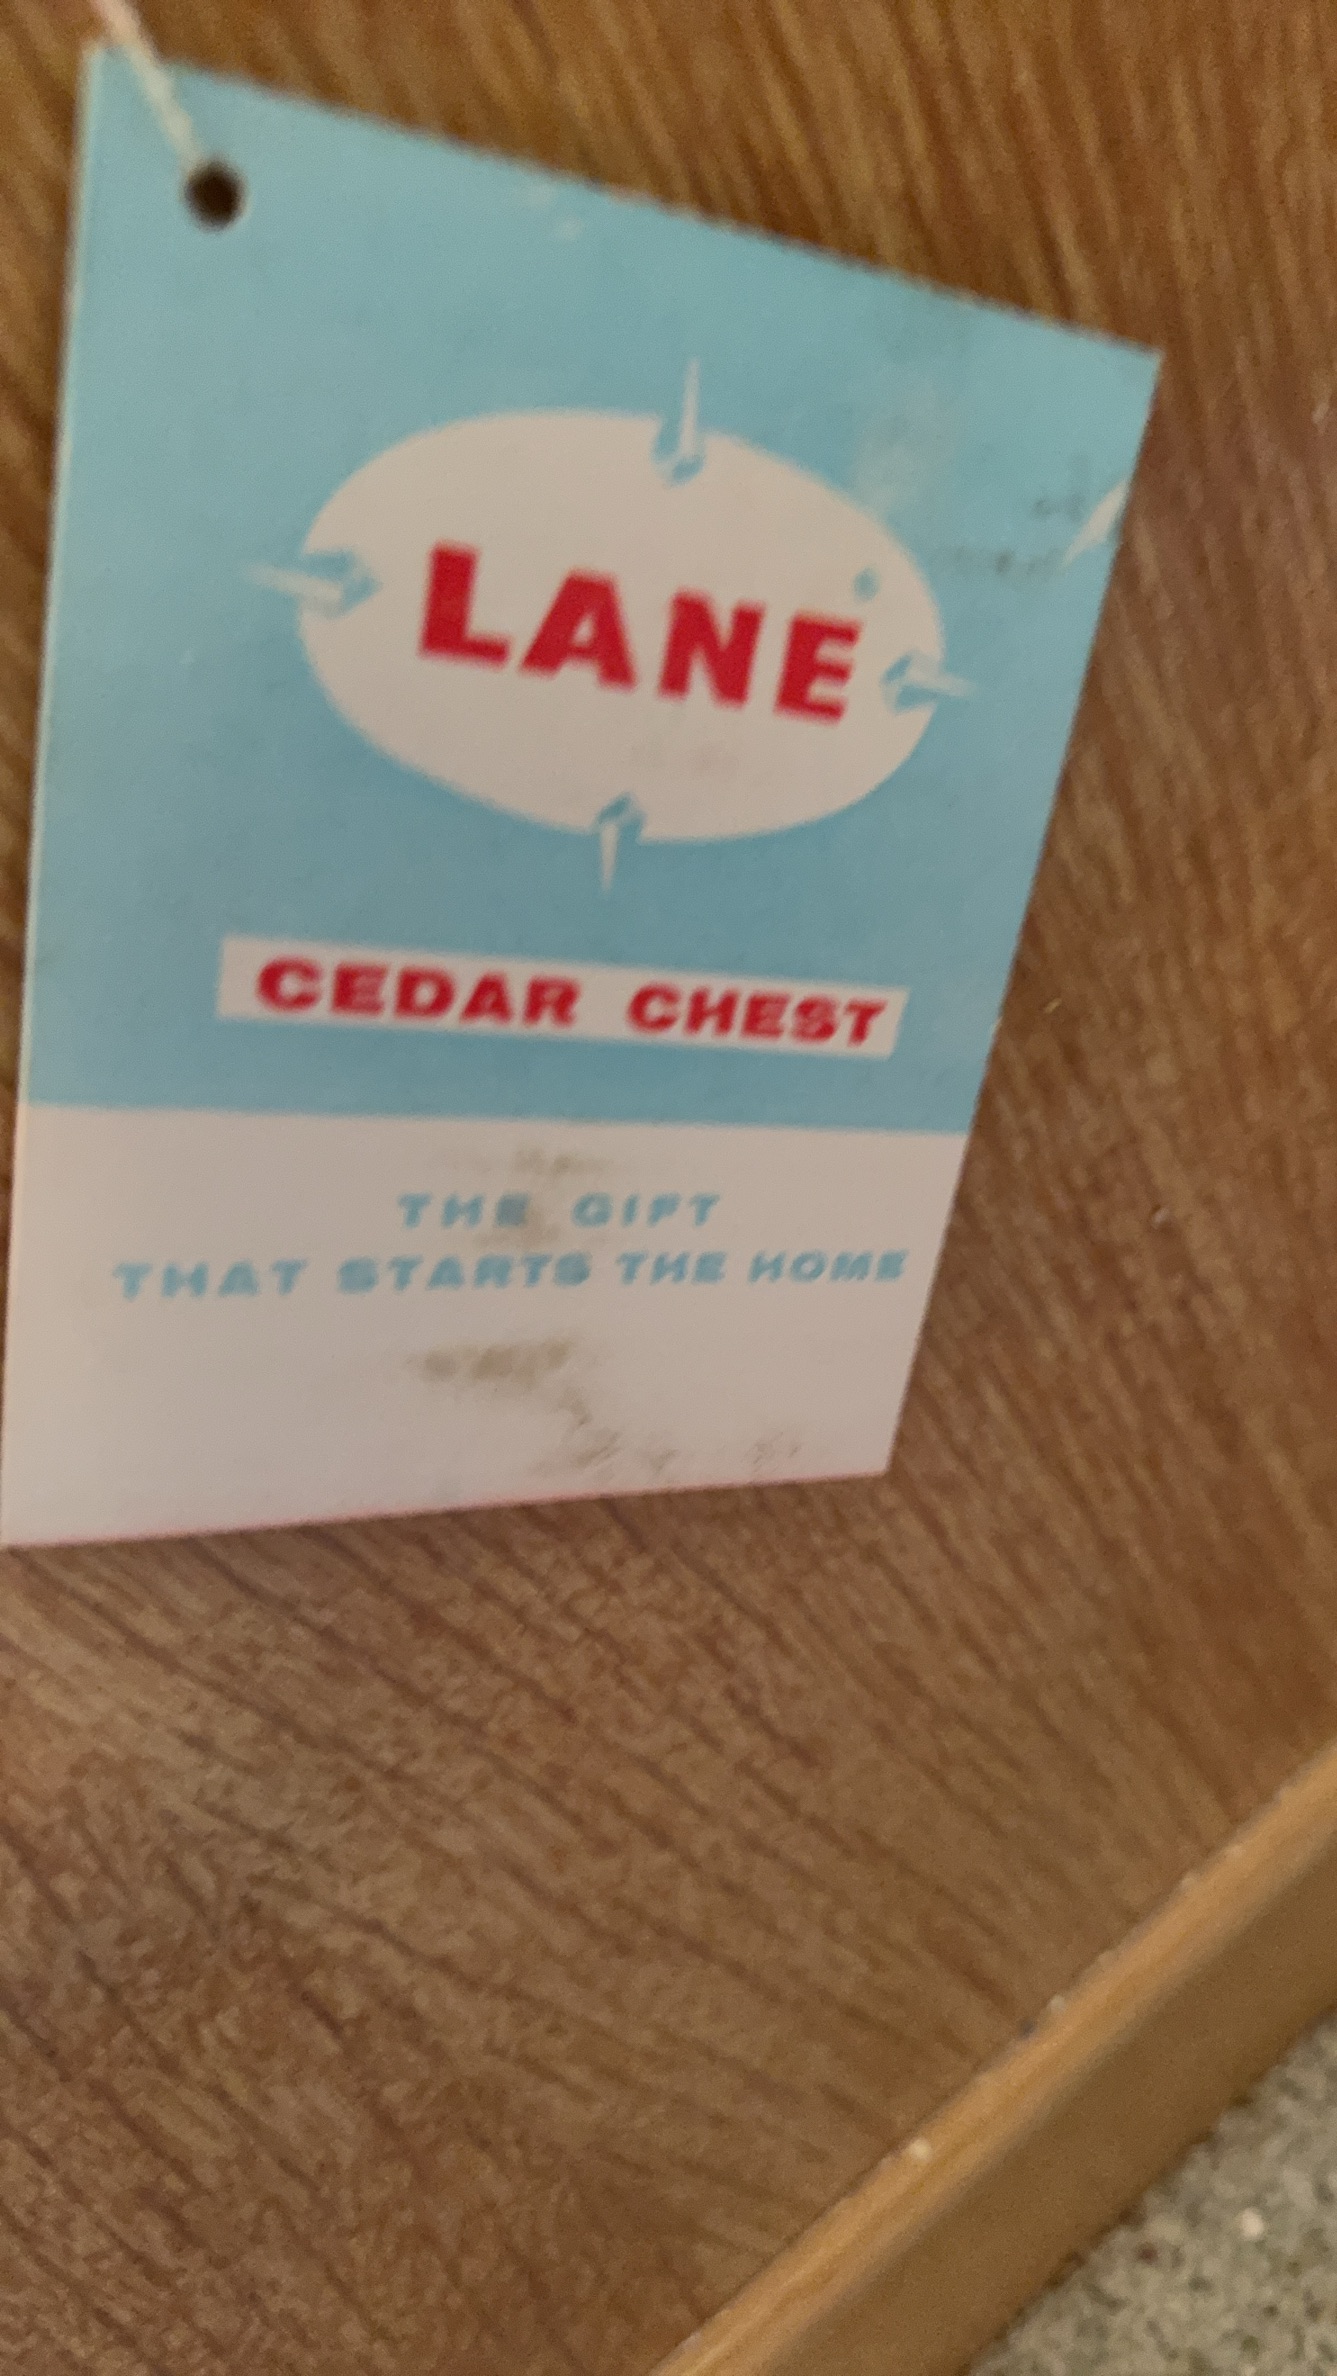 LANE
CEDAR CHEST
THE GIFT
THAT STARTS THE HOME